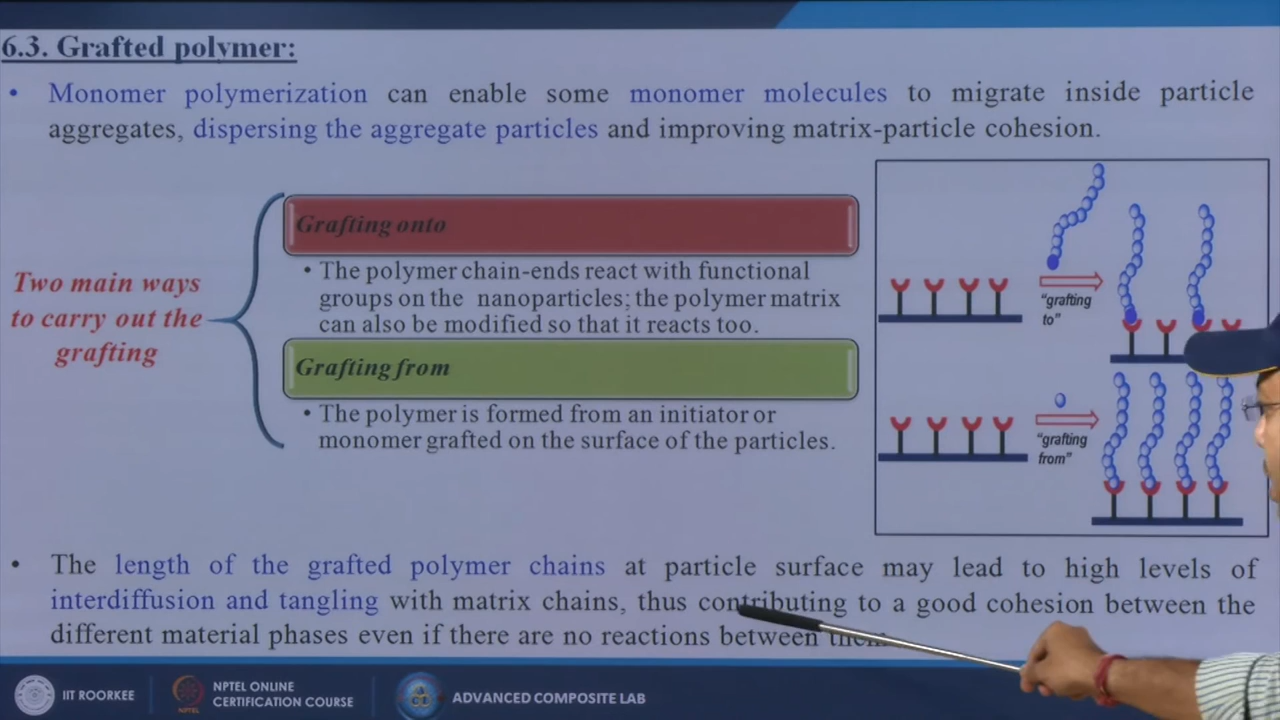 6.3. Grafted polymer:
• Monomer polymerization can enable some monomer molecules to migrate inside particle
aggregates, dispersing the aggregate particles and improving matrix-particle cohesion.
Two main ways
to carry out the
grafting
Grafting onto
• The polymer chain-ends react with functional
groups on the nanoparticles; the polymer matrix
can also be modified so that it reacts too.
Grafting from
• The polymer is formed from an initiator or
monomer grafted on the surface of the particles.
"grafting
to"
"grafting
from"
• The length of the grafted polymer chains at particle surface may lead to high levels of
interdiffusion and tangling with matrix chains, thus contributing to a good cohesion between the
different material phases even if there are no reactions between
IIT ROORKEE
NPTEL ONLINE
CERTIFICATION COURSE
NPTEL
ADVANCED COMPOSITE LAB